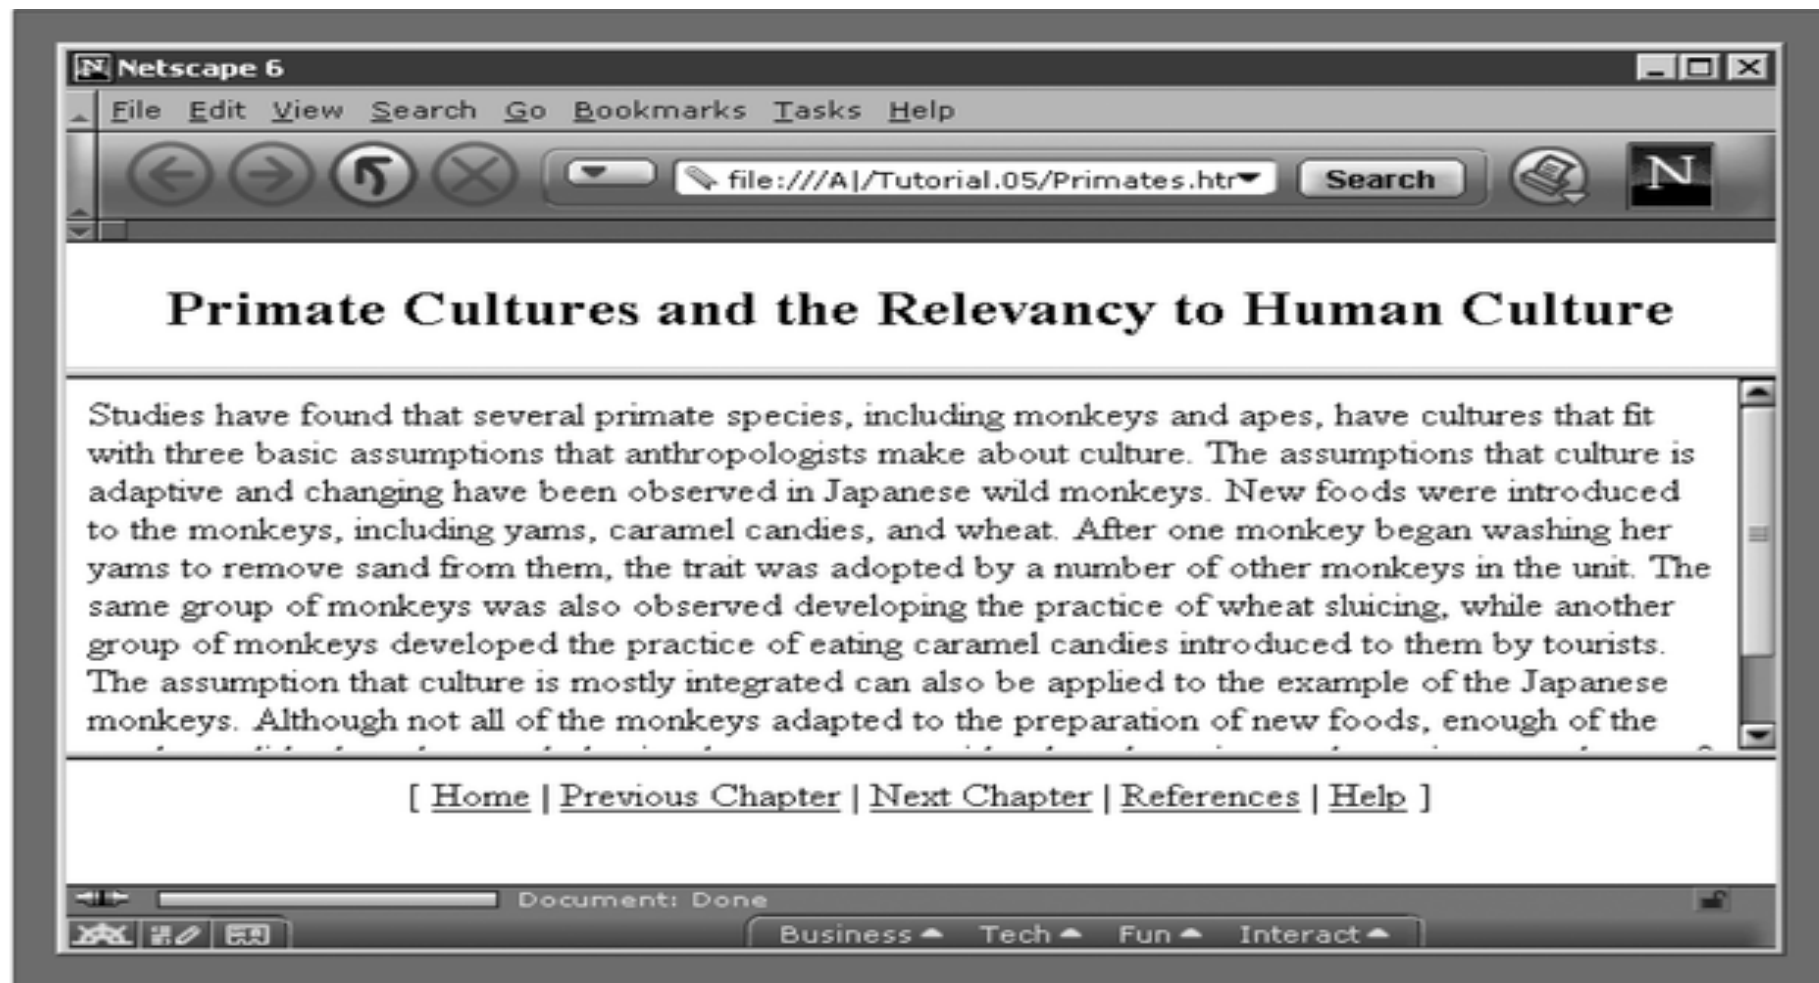 Netscape 6
File Edit View Search Go Bookmarks Tasks Help
file:///A|/Tutorial.05/Primates.htr Search N
Primate Cultures and the Relevancy to Human Culture
Studies have found that several primate species, including monkeys and apes, have cultures that fit
with three basic assumptions that anthropologists make about culture. The assumptions that culture is
adaptive and changing have been observed in Japanese wild monkeys. New foods were introduced
to the monkeys, including yams, caramel candies, and wheat. After one monkey began washing her
yams to remove sand from them, the trait was adopted by a number of other monkeys in the unit. The
same group of monkeys was also observed developing the practice of wheat sluicing, while another
group of monkeys developed the practice of eating caramel candies introduced to them by tourists.
The assumption that culture is mostly integrated can also be applied to the example of the Japanese
monkeys. Although not all of the monkeys adapted to the preparation of new foods, enough of the
[ Home | Previous Chapter | Next Chapter | References | Help ]
Document: Done
Business Tech Fun Interact